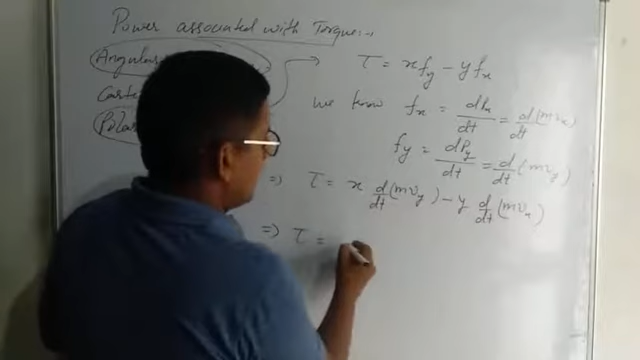 Power associated with Torque:-
Angular
Carte
Polar
τ = x f_y - y f_x
we know f_x = dP_x/dt = d/dt (mv_x)
f_y = dP_y/dt = d/dt (mv_y)
=> τ = x d/dt (mv_y) - y d/dt (mv_x)
=> τ =